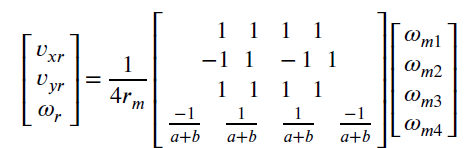 [v_xr; v_yr; ω_r] = 1/(4r_m) [1 1 1 1; -1 1 -1 1; 1 1 1 1; -1/(a+b) 1/(a+b) 1/(a+b) -1/(a+b)] [ω_m1; ω_m2; ω_m3; ω_m4]